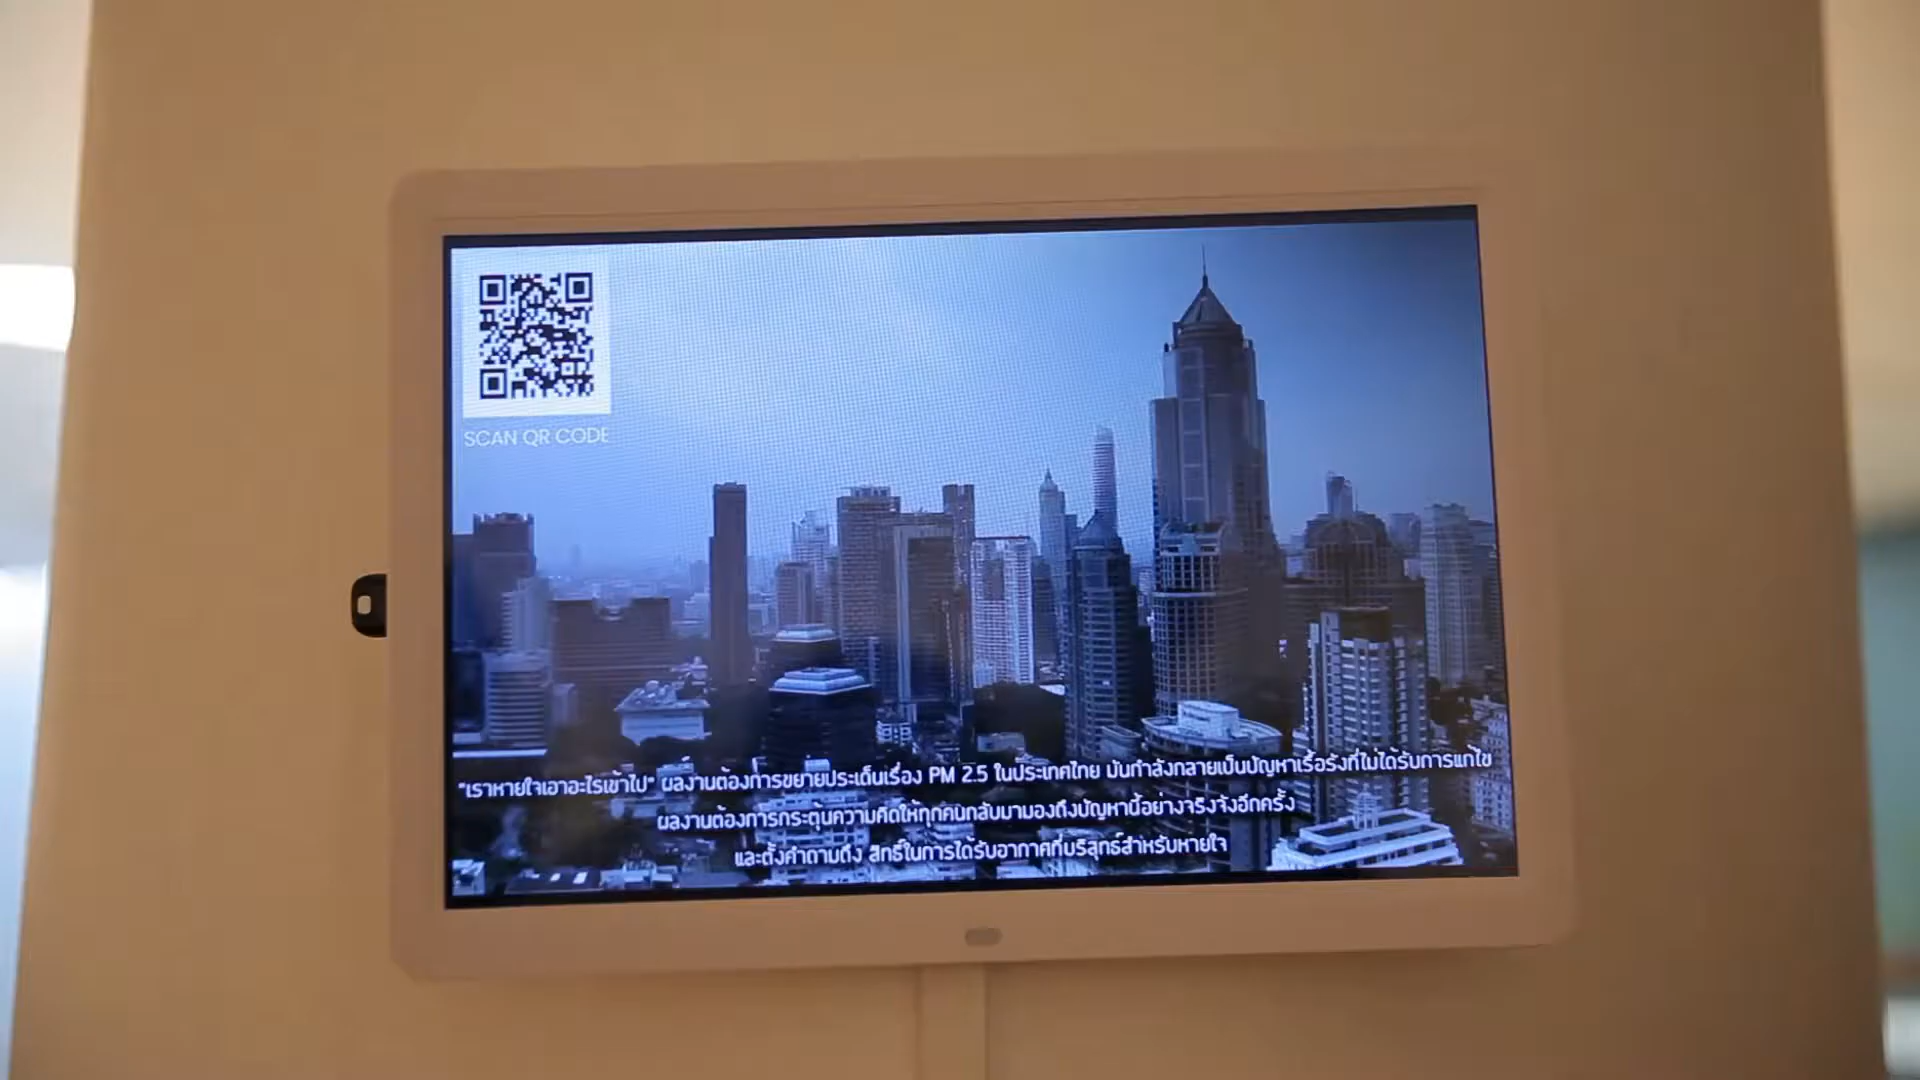 SCAN QR CODE
"เราหายใจเอาอะไรเข้าไป" ผลงานต้องการขยายประเด็นเรื่อง PM 2.5 ในประเทศไทย มันกำลังกลายเป็นปัญหาเรื้อรังที่ไม่ได้รับการแก้ไข
ผลงานต้องการกระตุ้นความคิดให้ทุกคนกลับมามองถึงปัญหานี้อย่างจริงจังอีกครั้ง
และตั้งคำถามถึง สิทธิ์ในการได้รับอากาศที่บริสุทธ์สำหรับหายใจ